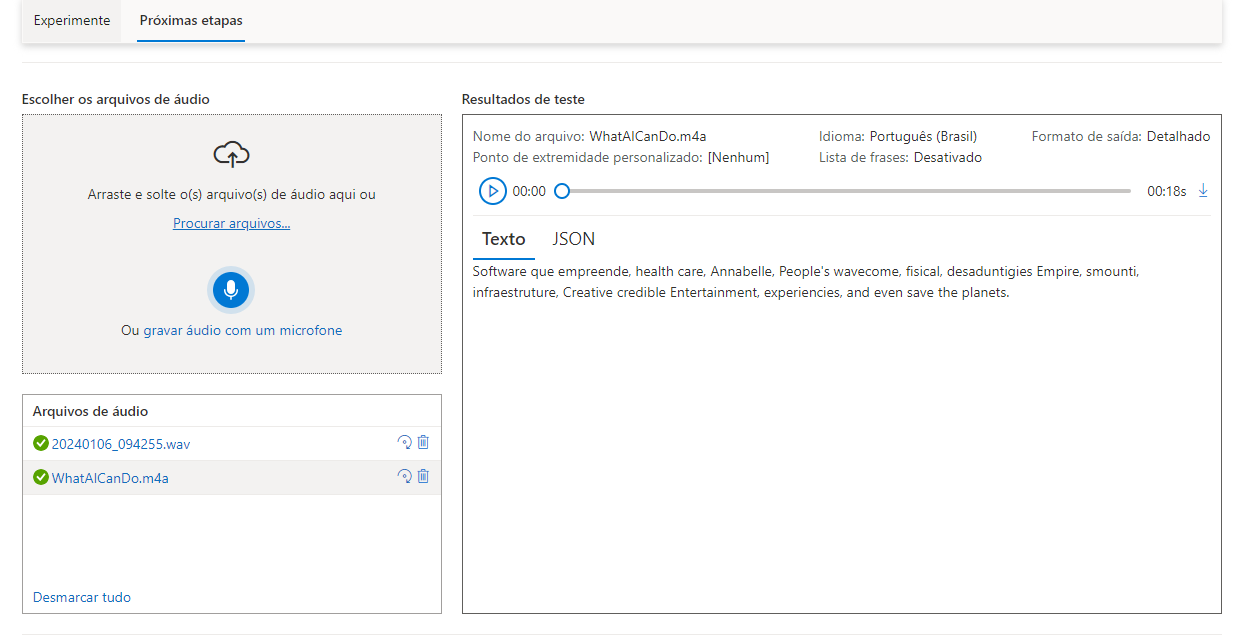 Experimente Próximas etapas
Escolher os arquivos de áudio
Arraste e solte o(s) arquivo(s) de áudio aqui ou
Procurar arquivos...
Ou gravar áudio com um microfone
Arquivos de áudio
20240106_094255.wav
WhatAICanDo.m4a
Desmarcar tudo
Resultados de teste
Nome do arquivo: WhatAICanDo.m4a Idioma: Português (Brasil) Formato de saída: Detalhado
Ponto de extremidade personalizado: [Nenhum] Lista de frases: Desativado
00:00 00:18s
Texto JSON
Software que empreende, health care, Annabelle, People's wavecome, fisical, desaduntigies Empire, smounti,
infraestruture, Creative credible Entertainment, experiencies, and even save the planets.